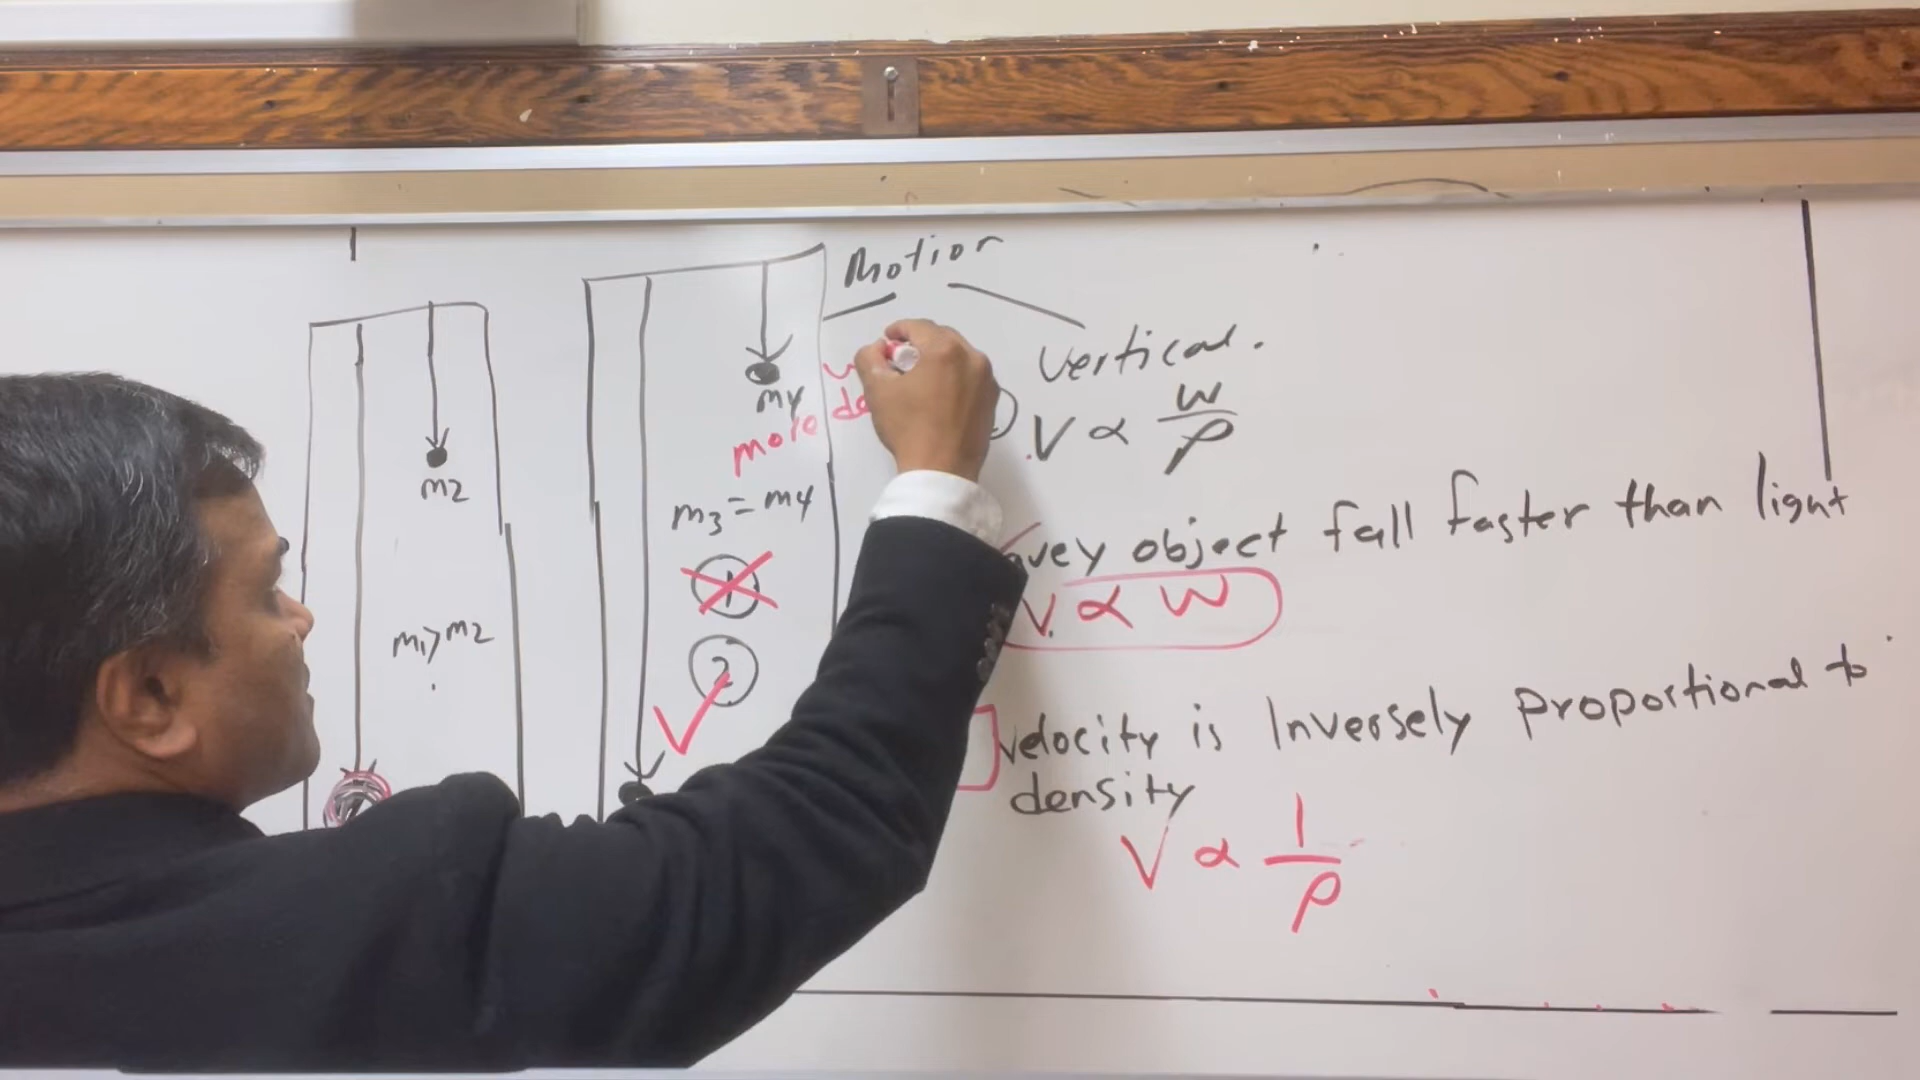 Motion
Vertical.
V ∝ W/ρ
m2
m1>m2
m4
more de
m3=m4
1
2
object fall faster than light
V. ∝ W
velocity is Inversely proportional to
density
V ∝ 1/ρ